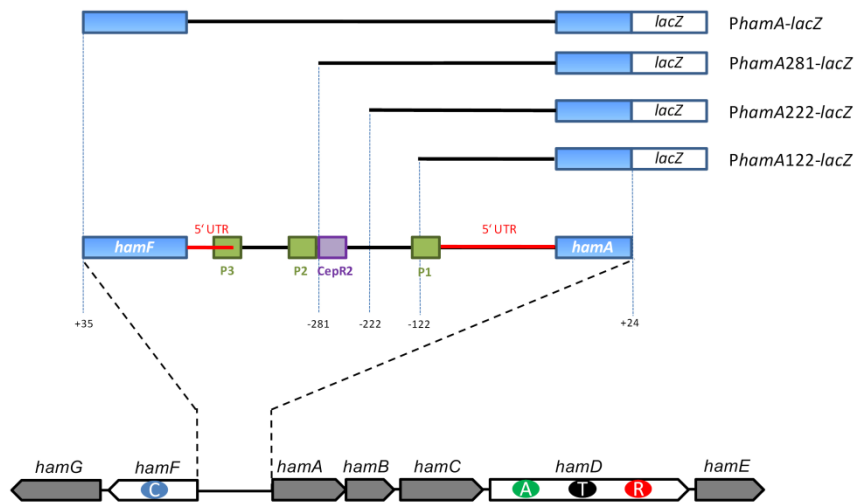 lacZ PhamA-lacZ
lacZ PhamA281-lacZ
lacZ PhamA222-lacZ
lacZ PhamA122-lacZ
5' UTR 5' UTR
hamF hamA
P3 P2 CepR2 P1
+35 -281 -222 -122 +24
hamG hamF hamA hamB hamC hamD hamE
C A T R